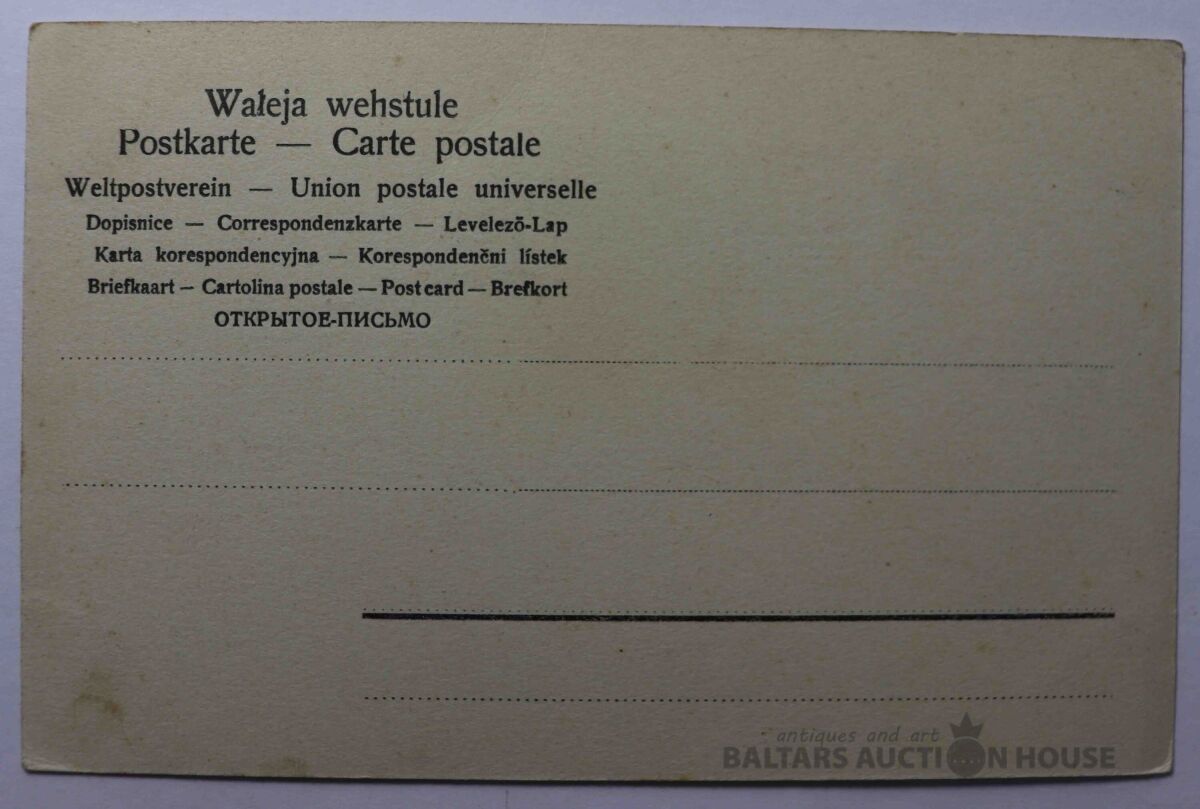 Wałeja wehstule
Postkarte — Carte postale
Weltpostverein — Union postale universelle
Dopisnice — Correspondenzkarte — Levelező-Lap
Karta korespondencyjna — Korespondenčni lístek
Briefkaart — Cartolina postale — Post card — Brefkort
ОТКРЫТОЕ-ПИСЬМО
antiques and art
BALTARS AUCTION HOUSE